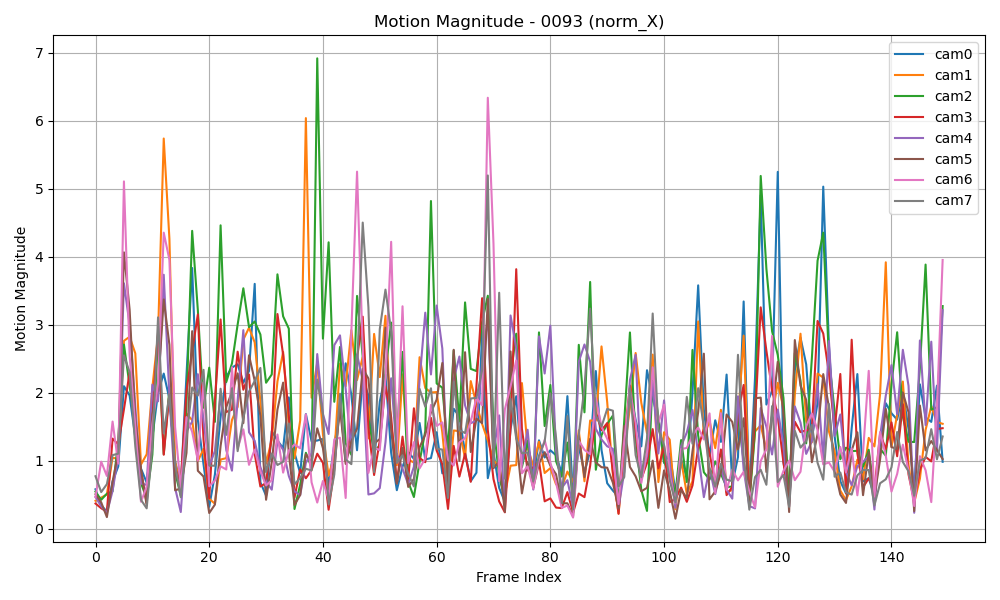 Motion Magnitude - 0093 (norm_X)
Motion Magnitude
7
6
5
4
3
2
1
0
0
20
40
60
80
100
120
140
Frame Index
cam0
cam1
cam2
cam3
cam4
cam5
cam6
cam7